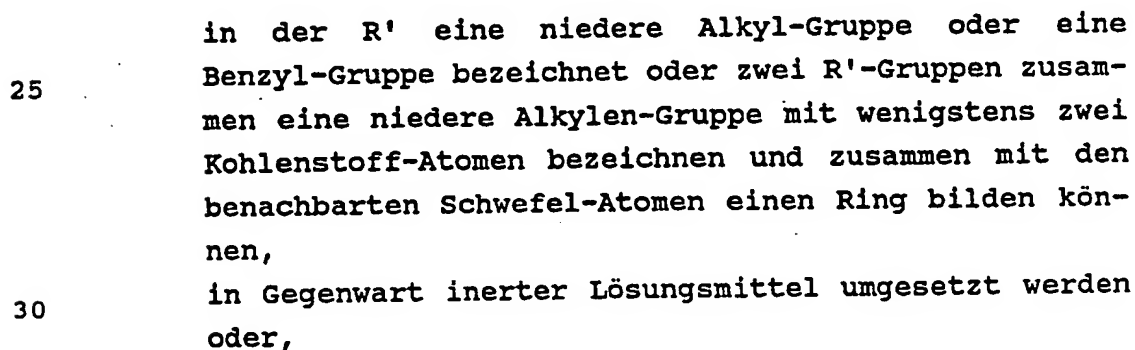 in der R' eine niedere Alkyl-Gruppe oder eine
25 Benzyl-Gruppe bezeichnet oder zwei R'-Gruppen zusam-
men eine niedere Alkylen-Gruppe mit wenigstens zwei
Kohlenstoff-Atomen bezeichnen und zusammen mit den
benachbarten Schwefel-Atomen einen Ring bilden kön-
nen,
30 in Gegenwart inerter Lösungsmittel umgesetzt werden
oder,